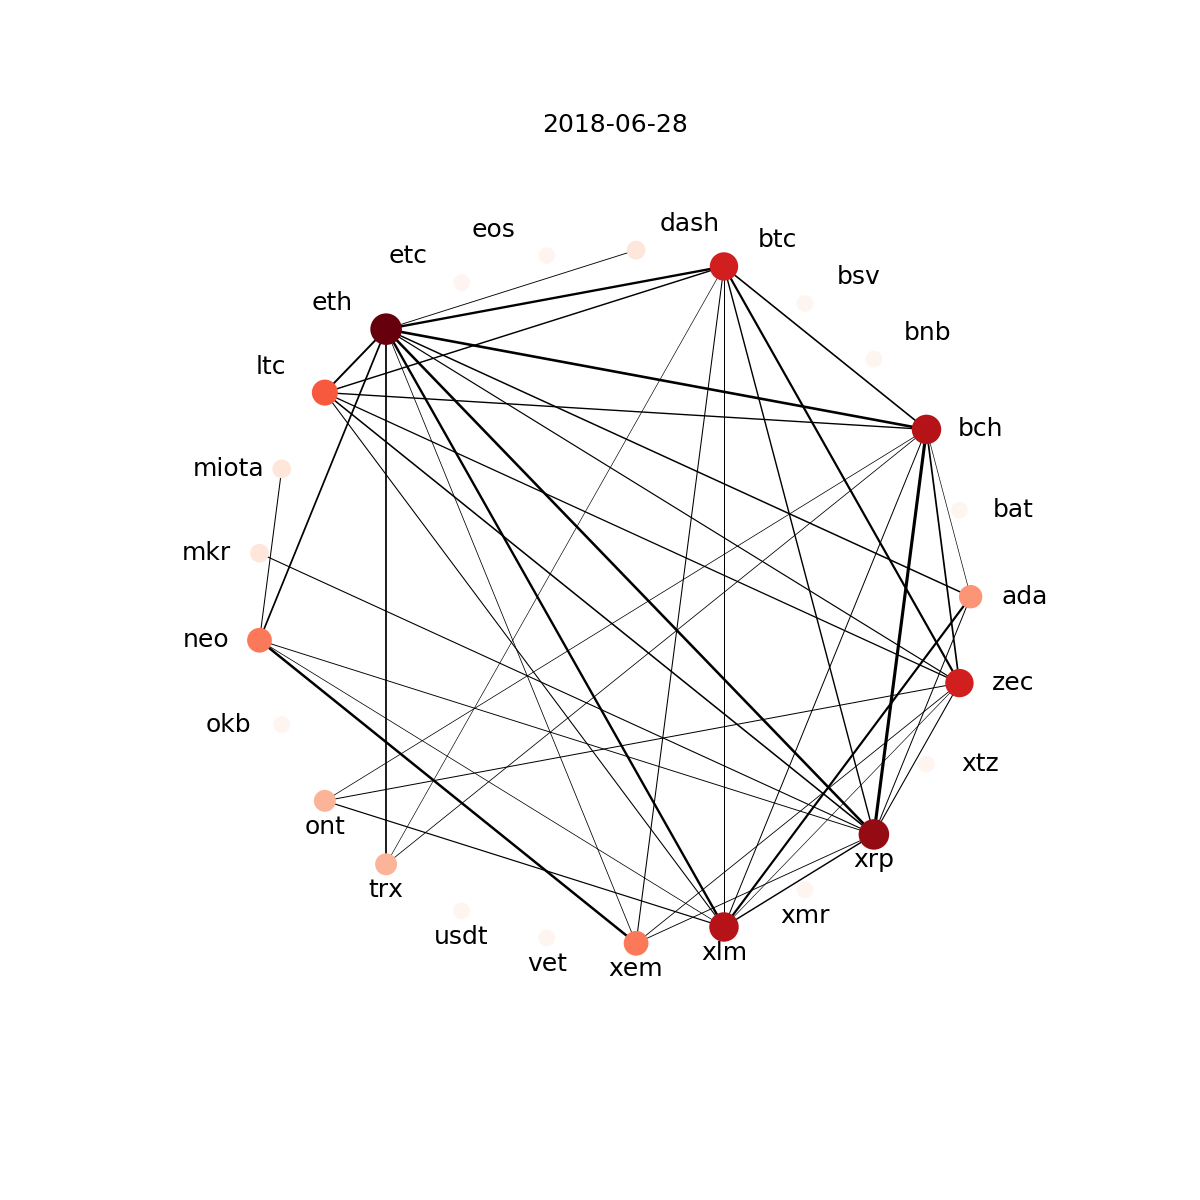 2018-06-28
dash
eos
btc
etc
bsv
eth
bnb
ltc
bch
miota
bat
mkr
ada
neo
zec
okb
xtz
ont
xrp
trx
xmr
usdt
xlm
vet
xem